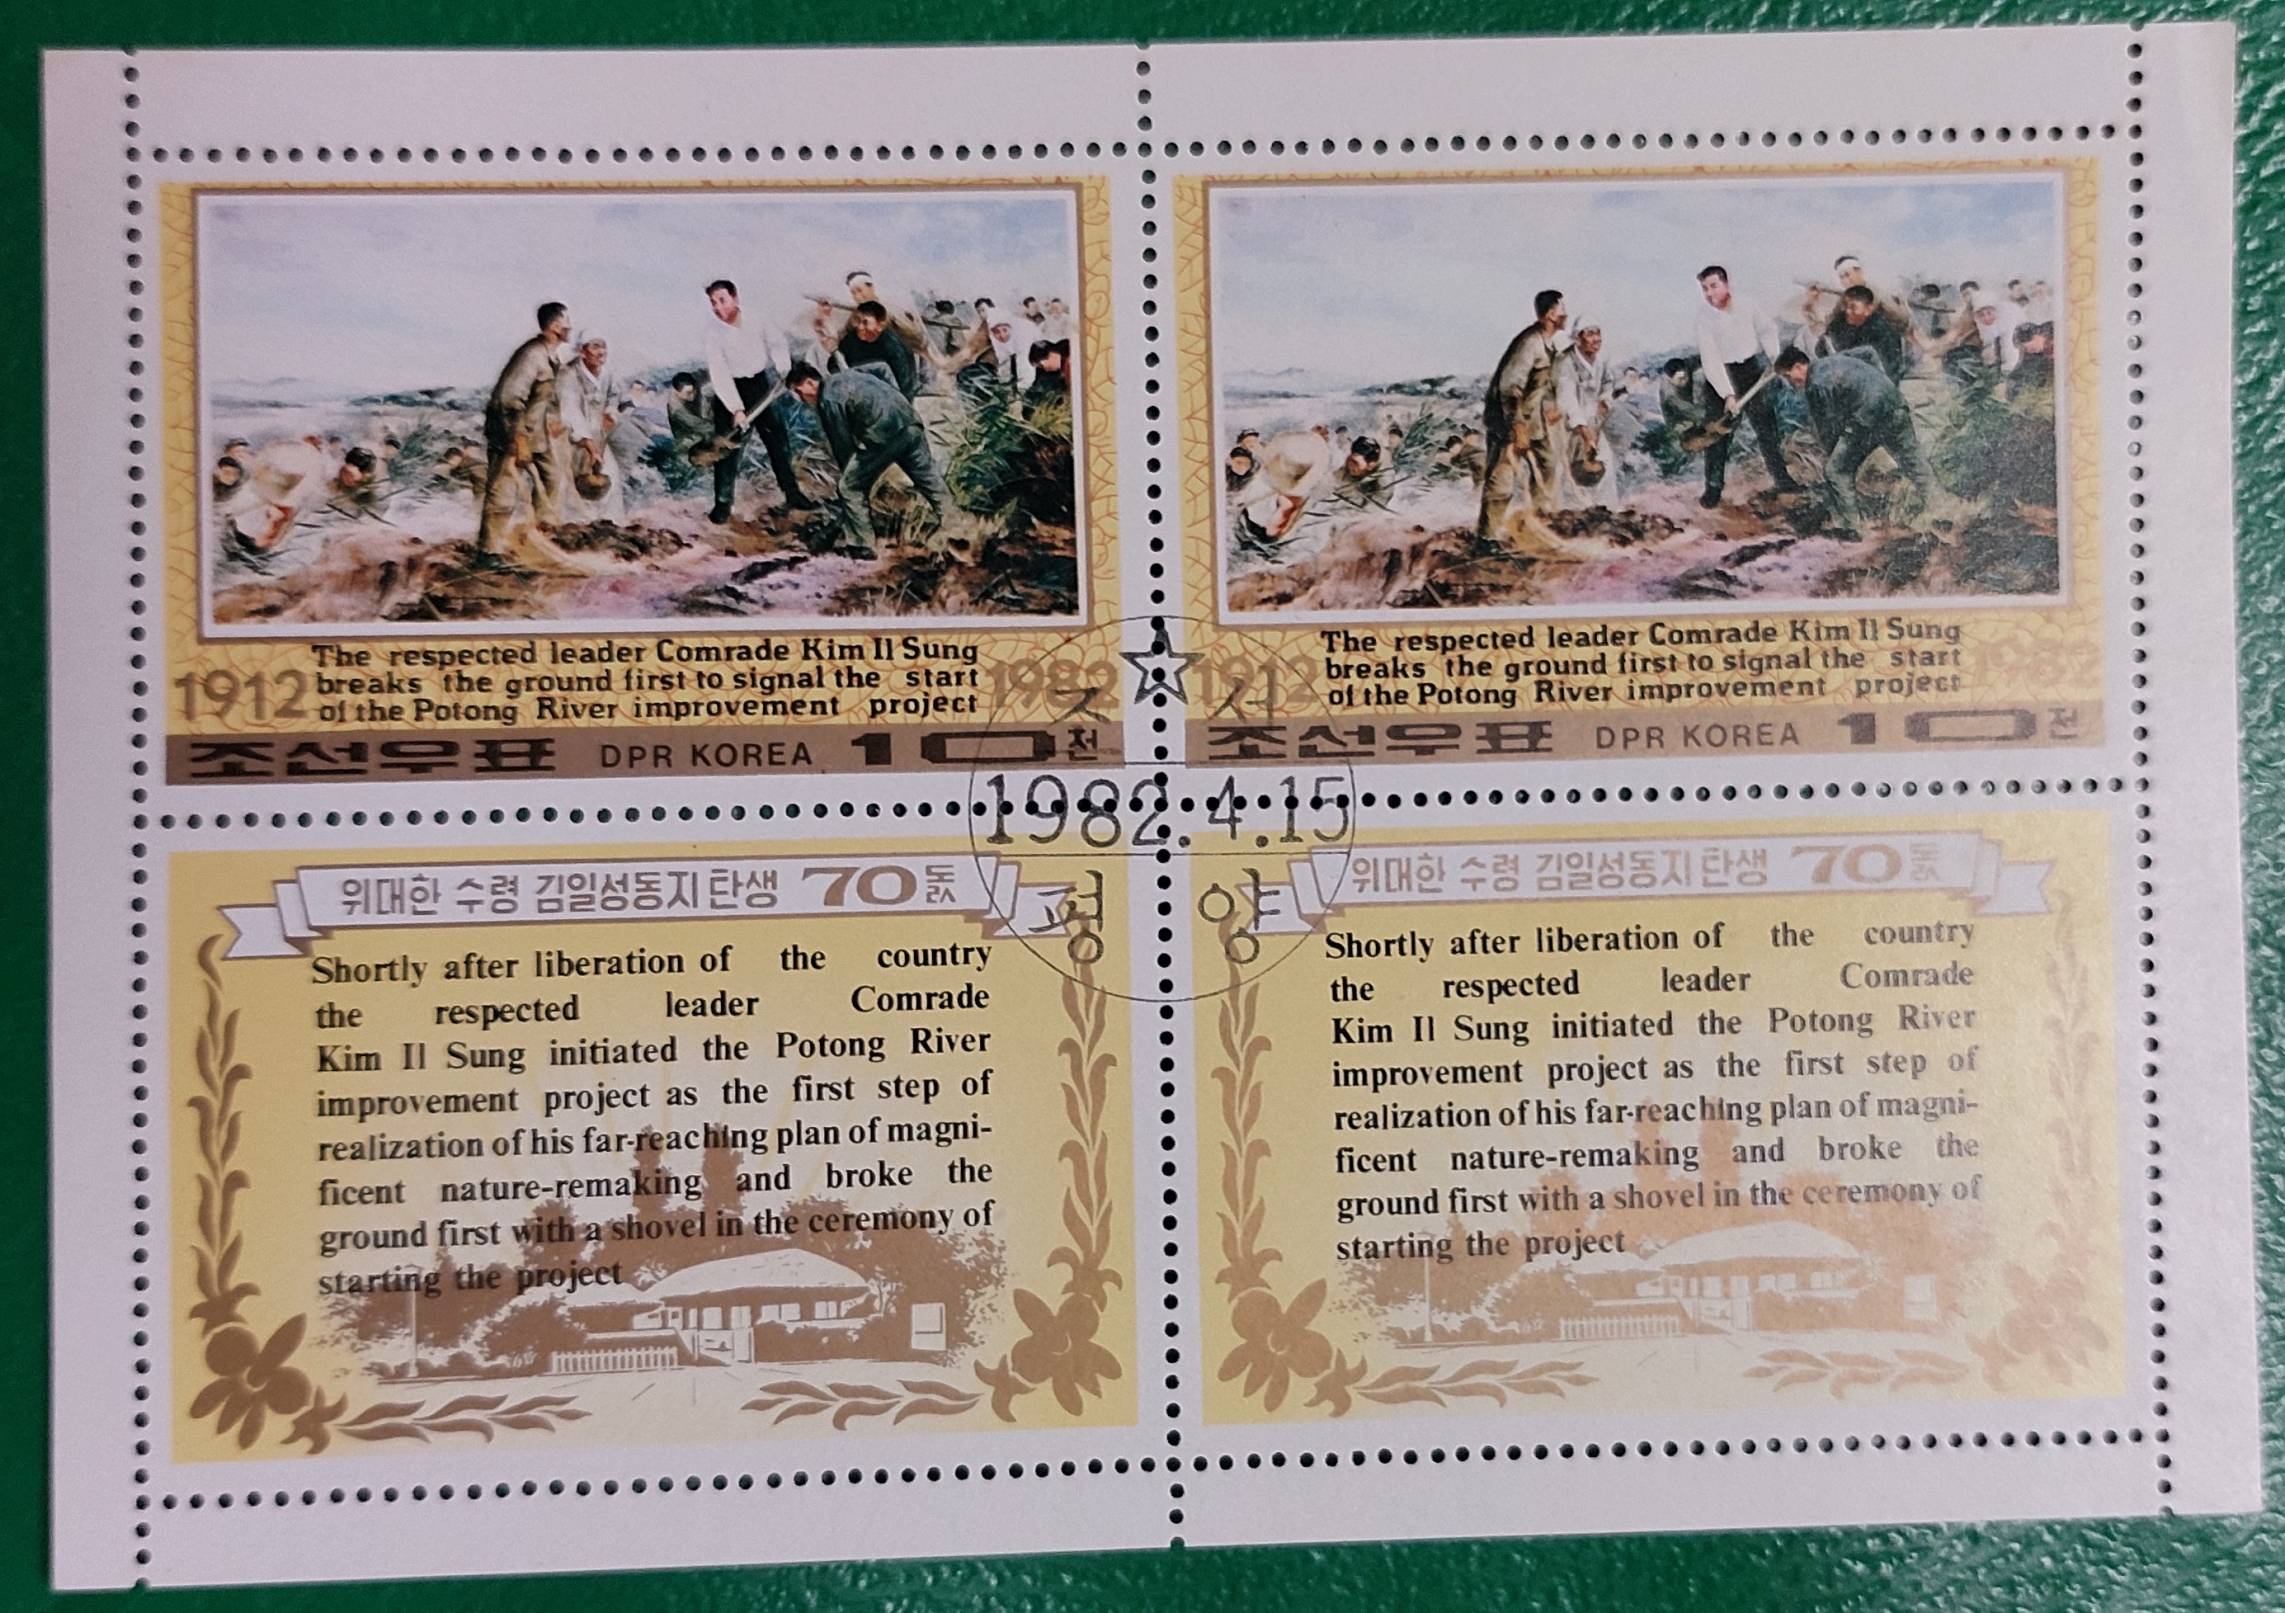 The respected leader Comrade Kim Il Sung
breaks the ground first to signal the start
of the Potong River improvement project
1912
1982
조선우표 DPR KOREA 10전
The respected leader Comrade Kim Il Sung
breaks the ground first to signal the start
of the Potong River improvement project
1912
1982
조선우표 DPR KOREA 10전
조선
1982.4.15
평양
위대한 수령 김일성동지 탄생 70돐
Shortly after liberation of the country
the respected leader Comrade
Kim Il Sung initiated the Potong River
improvement project as the first step of
realization of his far-reaching plan of magni-
ficent nature-remaking and broke the
ground first with a shovel in the ceremony of
starting the project
위대한 수령 김일성동지 탄생 70돐
Shortly after liberation of the country
the respected leader Comrade
Kim Il Sung initiated the Potong River
improvement project as the first step of
realization of his far-reaching plan of magni-
ficent nature-remaking and broke the
ground first with a shovel in the ceremony of
starting the project